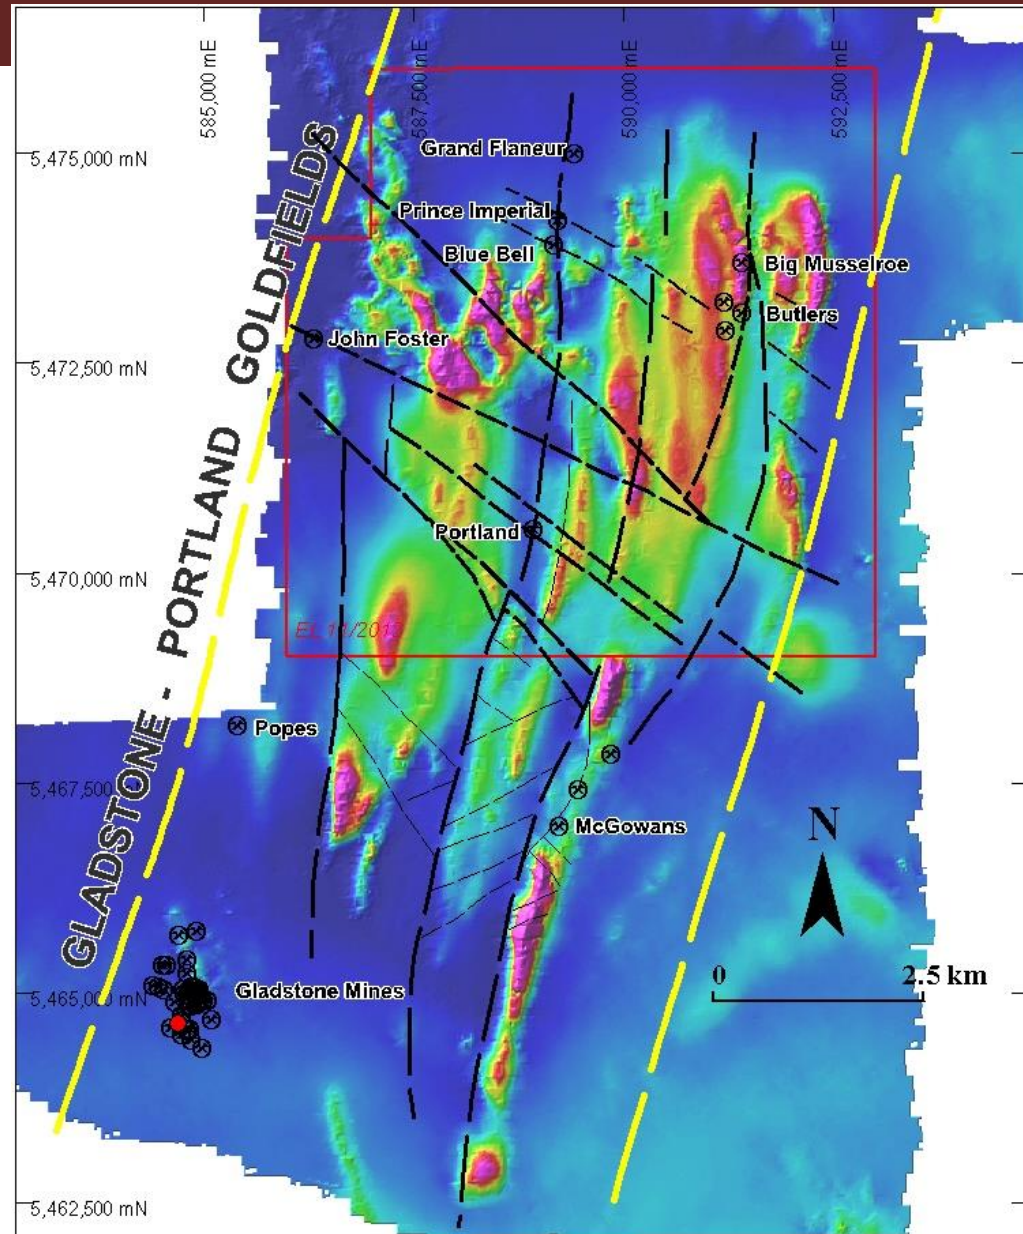 585,000 mE
587,500 mE
590,000 mE
592,500 mE
5,475,000 mN
Grand Flaneur
Prince Imperial
Blue Bell
Big Musselroe
Butlers
John Foster
5,472,500 mN
GLADSTONE - PORTLAND GOLDFIELDS
Portland
5,470,000 mN
Popes
5,467,500 mN
McGowans
N
0 2.5 km
Gladstone Mines
5,465,000 mN
5,462,500 mN